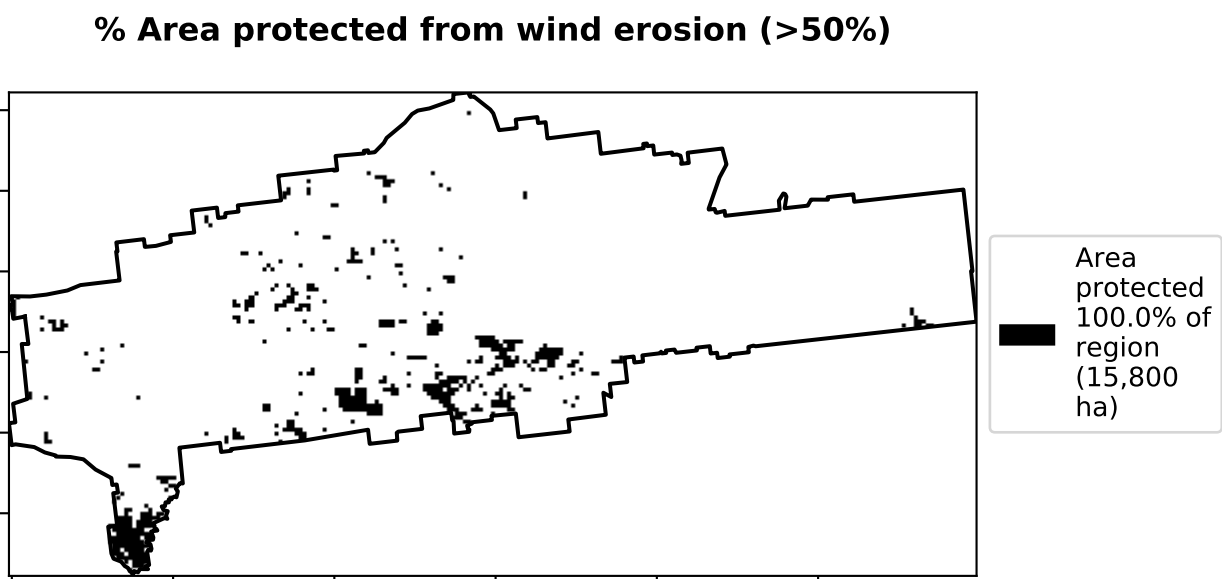 % Area protected from wind erosion (>50%)
Area
protected
100.0% of
region
(15,800
ha)